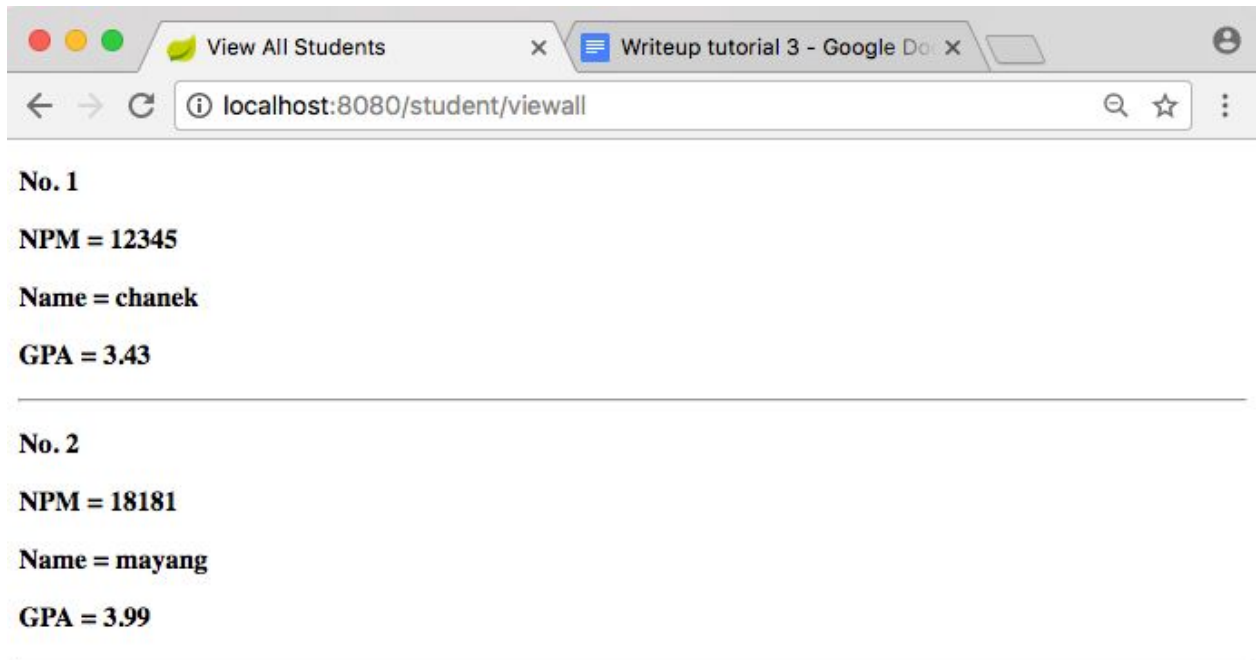 View All Students
Writeup tutorial 3 - Google Do
localhost:8080/student/viewall
No. 1
NPM = 12345
Name = chanek
GPA = 3.43
No. 2
NPM = 18181
Name = mayang
GPA = 3.99